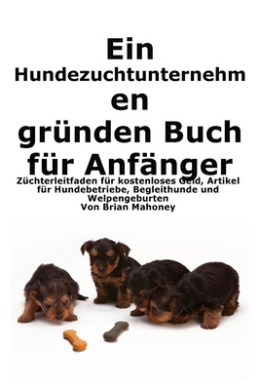 Ein
Hundezuchtunternehm
en
gründen Buch
für Anfänger
Züchterleitfaden für kostenloses Geld, Artikel
für Hundebetriebe, Begleithunde und
Welpengeburten
Von Brian Mahoney